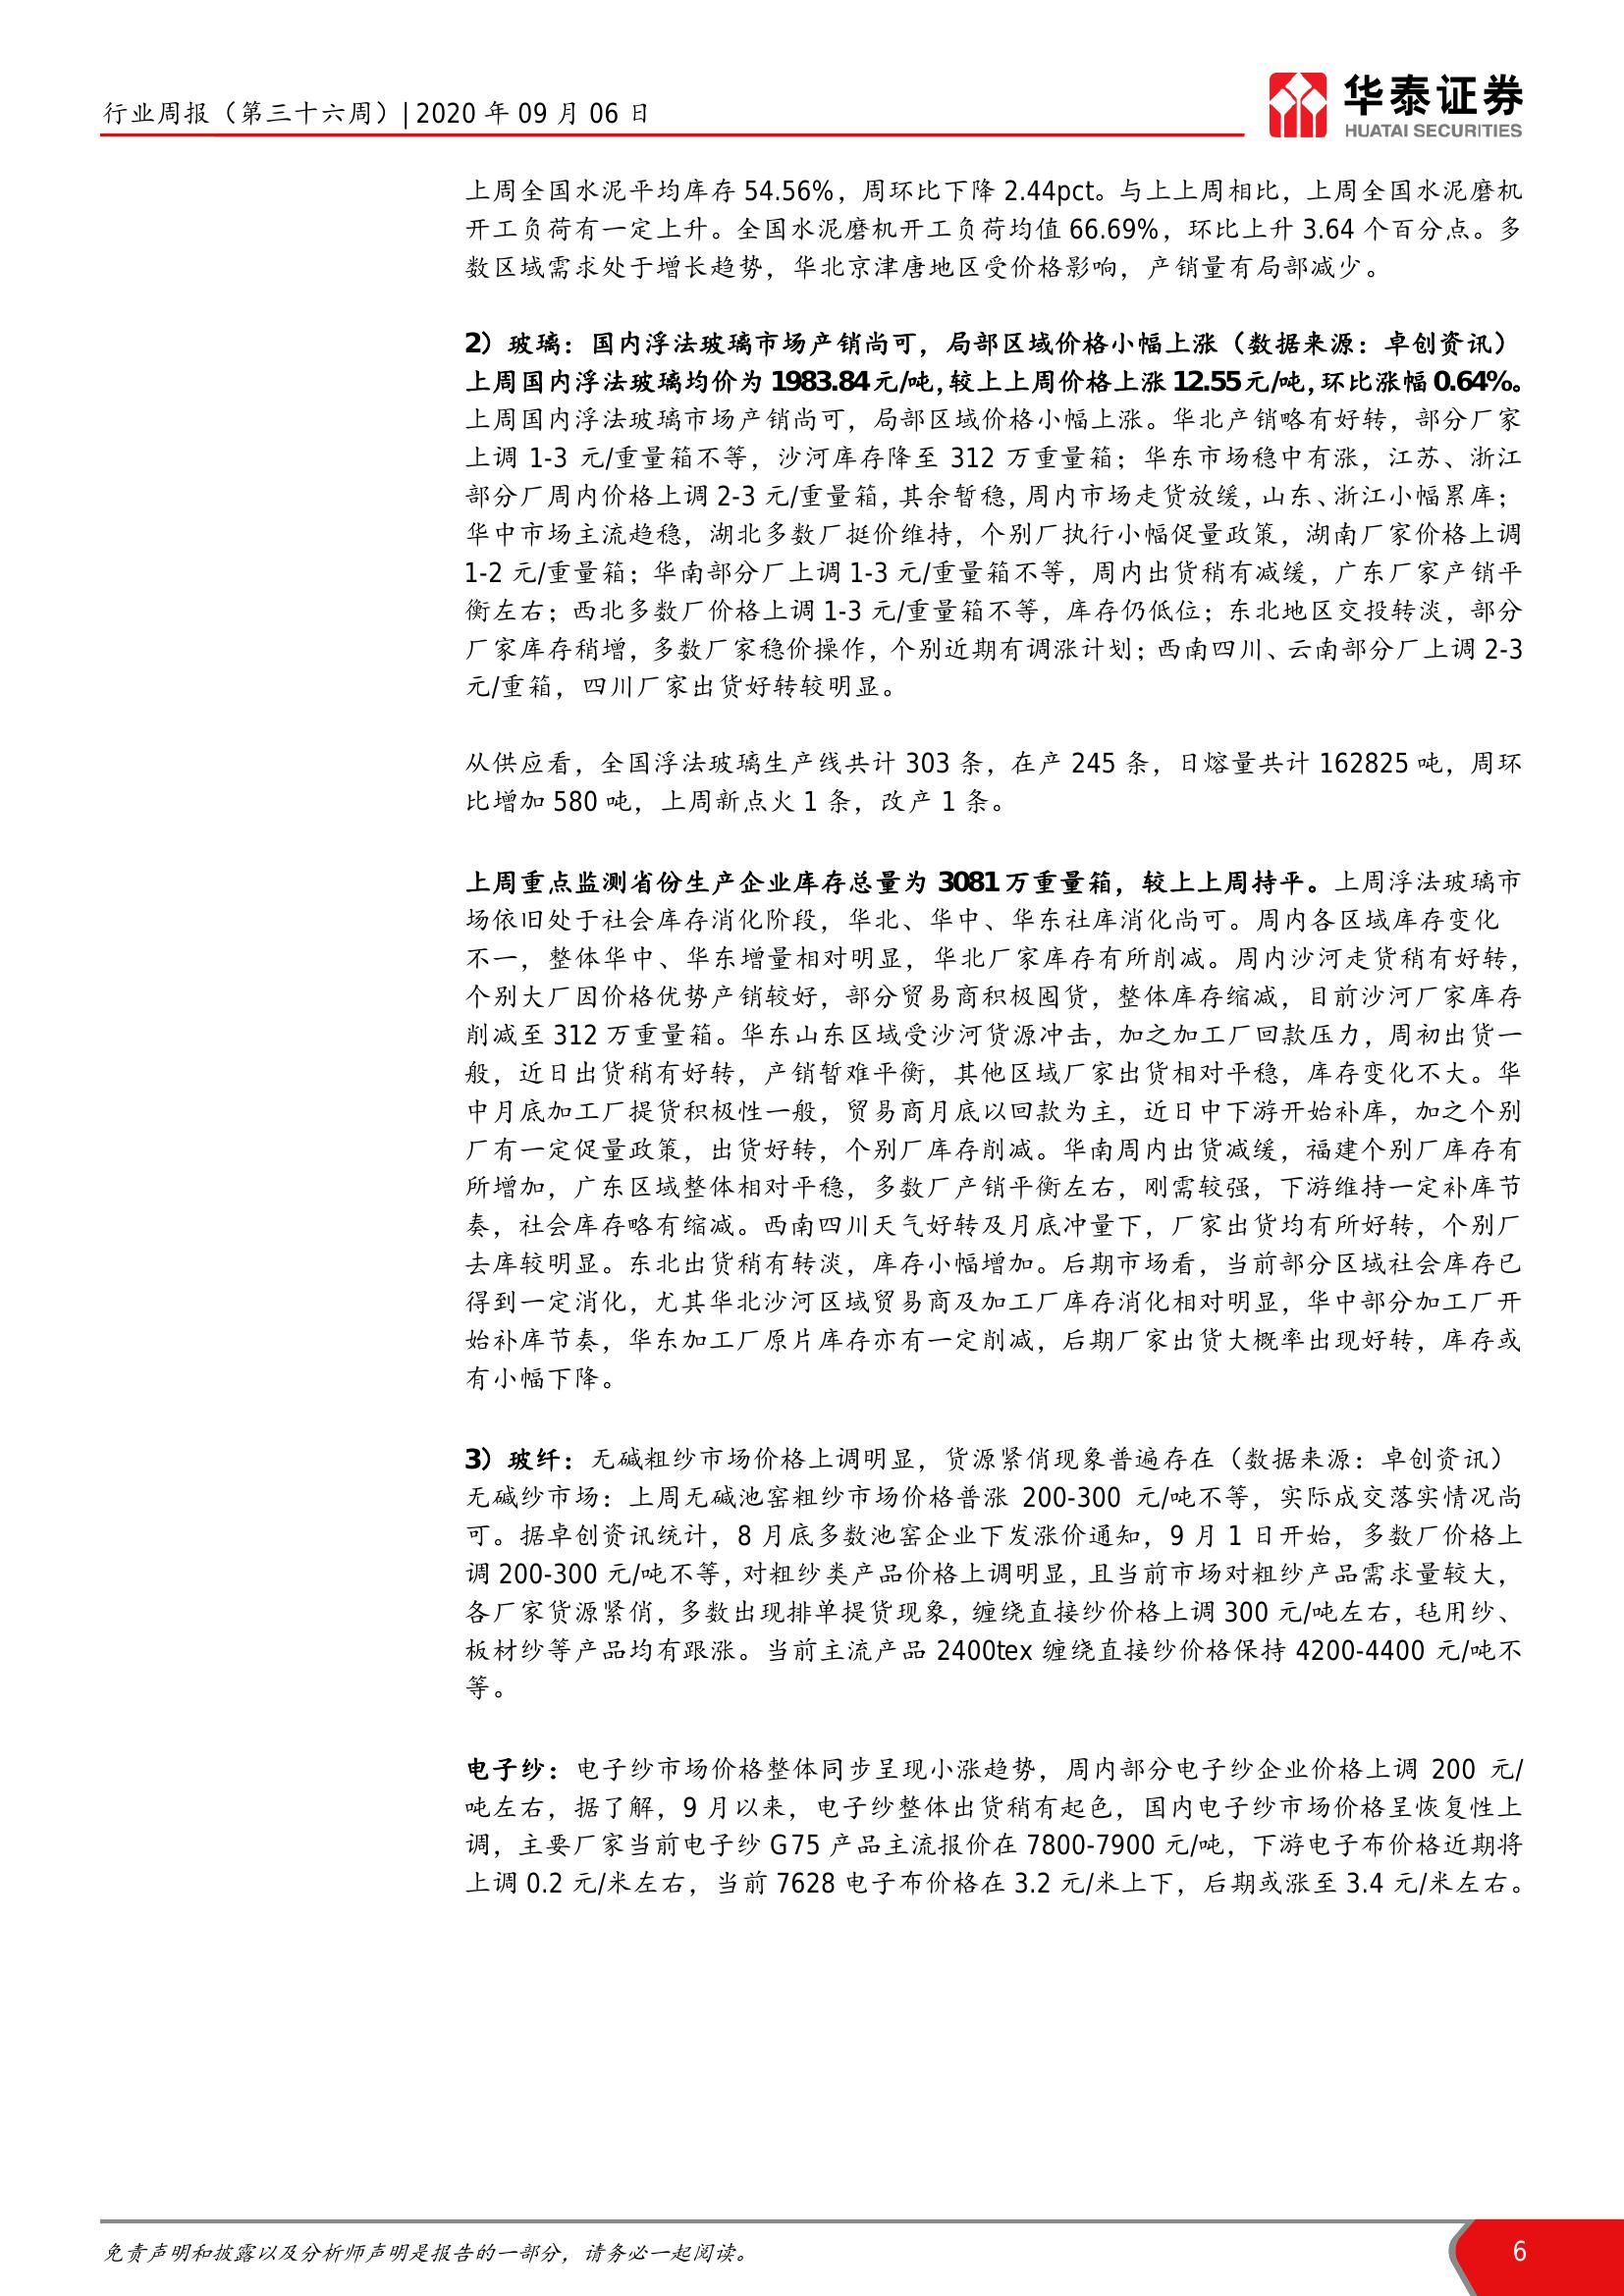 行业周报（第三十六周）| 2020 年 09 月 06 日
华泰证券
HUATAI SECURITIES
上周全国水泥平均库存 54.56%，周环比下降 2.44pct。与上上周相比，上周全国水泥磨机
开工负荷有一定上升。全国水泥磨机开工负荷均值 66.69%，环比上升 3.64 个百分点。多
数区域需求处于增长趋势，华北京津唐地区受价格影响，产销量有局部减少。
2）玻璃：国内浮法玻璃市场产销尚可，局部区域价格小幅上涨（数据来源：卓创资讯）
上周国内浮法玻璃均价为 1983.84 元/吨，较上上周价格上涨 12.55 元/吨，环比涨幅 0.64%。
上周国内浮法玻璃市场产销尚可，局部区域价格小幅上涨。华北产销略有好转，部分厂家
上调 1-3 元/重量箱不等，沙河库存降至 312 万重量箱；华东市场稳中有涨，江苏、浙江
部分厂周内价格上调 2-3 元/重量箱，其余暂稳，周内市场走货放缓，山东、浙江小幅累库；
华中市场主流趋稳，湖北多数厂挺价维持，个别厂执行小幅促量政策，湖南厂家价格上调
1-2 元/重量箱；华南部分厂上调 1-3 元/重量箱不等，周内出货稍有减缓，广东厂家产销平
衡左右；西北多数厂价格上调 1-3 元/重量箱不等，库存仍低位；东北地区交投转淡，部分
厂家库存稍增，多数厂家稳价操作，个别近期有调涨计划；西南四川、云南部分厂上调 2-3
元/重箱，四川厂家出货好转较明显。
从供应看，全国浮法玻璃生产线共计 303 条，在产 245 条，日熔量共计 162825 吨，周环
比增加 580 吨，上周新点火 1 条，改产 1 条。
上周重点监测省份生产企业库存总量为 3081 万重量箱，较上上周持平。上周浮法玻璃市
场依旧处于社会库存消化阶段，华北、华中、华东社库消化尚可。周内各区域库存变化
不一，整体华中、华东增量相对明显，华北厂家库存有所削减。周内沙河走货稍有好转，
个别大厂因价格优势产销较好，部分贸易商积极囤货，整体库存缩减，目前沙河厂家库存
削减至 312 万重量箱。华东山东区域受沙河货源冲击，加之加工厂回款压力，周初出货一
般，近日出货稍有好转，产销暂难平衡，其他区域厂家出货相对平稳，库存变化不大。华
中月底加工厂提货积极性一般，贸易商月底以回款为主，近日中下游开始补库，加之个别
厂有一定促量政策，出货好转，个别厂库存削减。华南周内出货减缓，福建个别厂库存有
所增加，广东区域整体相对平稳，多数厂产销平衡左右，刚需较强，下游维持一定补库节
奏，社会库存略有缩减。西南四川天气好转及月底冲量下，厂家出货均有所好转，个别厂
去库较明显。东北出货稍有转淡，库存小幅增加。后期市场看，当前部分区域社会库存已
得到一定消化，尤其华北沙河区域贸易商及加工厂库存消化相对明显，华中部分加工厂开
始补库节奏，华东加工厂原片库存亦有一定削减，后期厂家出货大概率出现好转，库存或
有小幅下降。
3）玻纤：无碱粗纱市场价格上调明显，货源紧俏现象普遍存在（数据来源：卓创资讯）
无碱纱市场：上周无碱池窑粗纱市场价格普涨 200-300 元/吨不等，实际成交落实情况尚
可。据卓创资讯统计，8 月底多数池窑企业下发涨价通知，9 月 1 日开始，多数厂价格上
调 200-300 元/吨不等，对粗纱类产品价格上调明显，且当前市场对粗纱产品需求量较大，
各厂家货源紧俏，多数出现排单提货现象，缠绕直接纱价格上调 300 元/吨左右，毡用纱、
板材纱等产品均有跟涨。当前主流产品 2400tex 缠绕直接纱价格保持 4200-4400 元/吨不
等。
电子纱：电子纱市场价格整体同步呈现小涨趋势，周内部分电子纱企业价格上调 200 元/
吨左右，据了解，9 月以来，电子纱整体出货稍有起色，国内电子纱市场价格呈恢复性上
调，主要厂家当前电子纱 G75 产品主流报价在 7800-7900 元/吨，下游电子布价格近期将
上调 0.2 元/米左右，当前 7628 电子布价格在 3.2 元/米上下，后期或涨至 3.4 元/米左右。
免责声明和披露以及分析师声明是报告的一部分，请务必一起阅读。
6